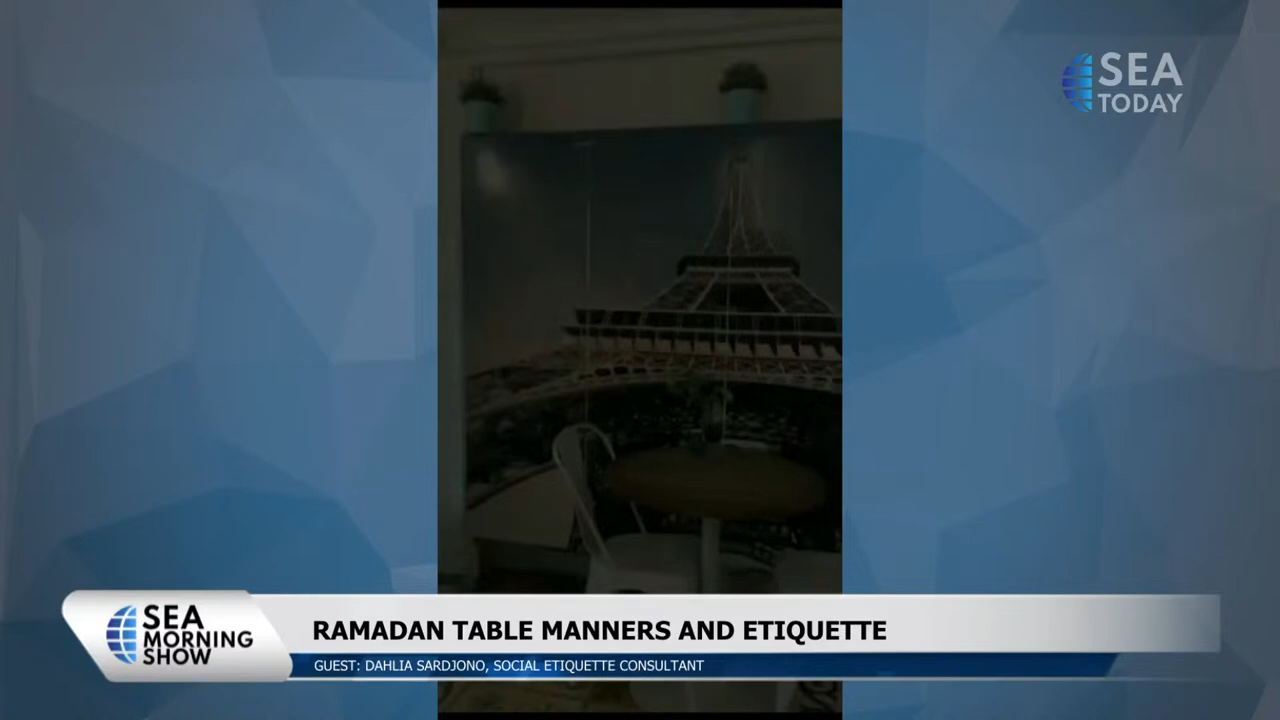 SEA
TODAY
SEA
MORNING
SHOW
RAMADAN TABLE MANNERS AND ETIQUETTE
GUEST: DAHLIA SARDJONO, SOCIAL ETIQUETTE CONSULTANT